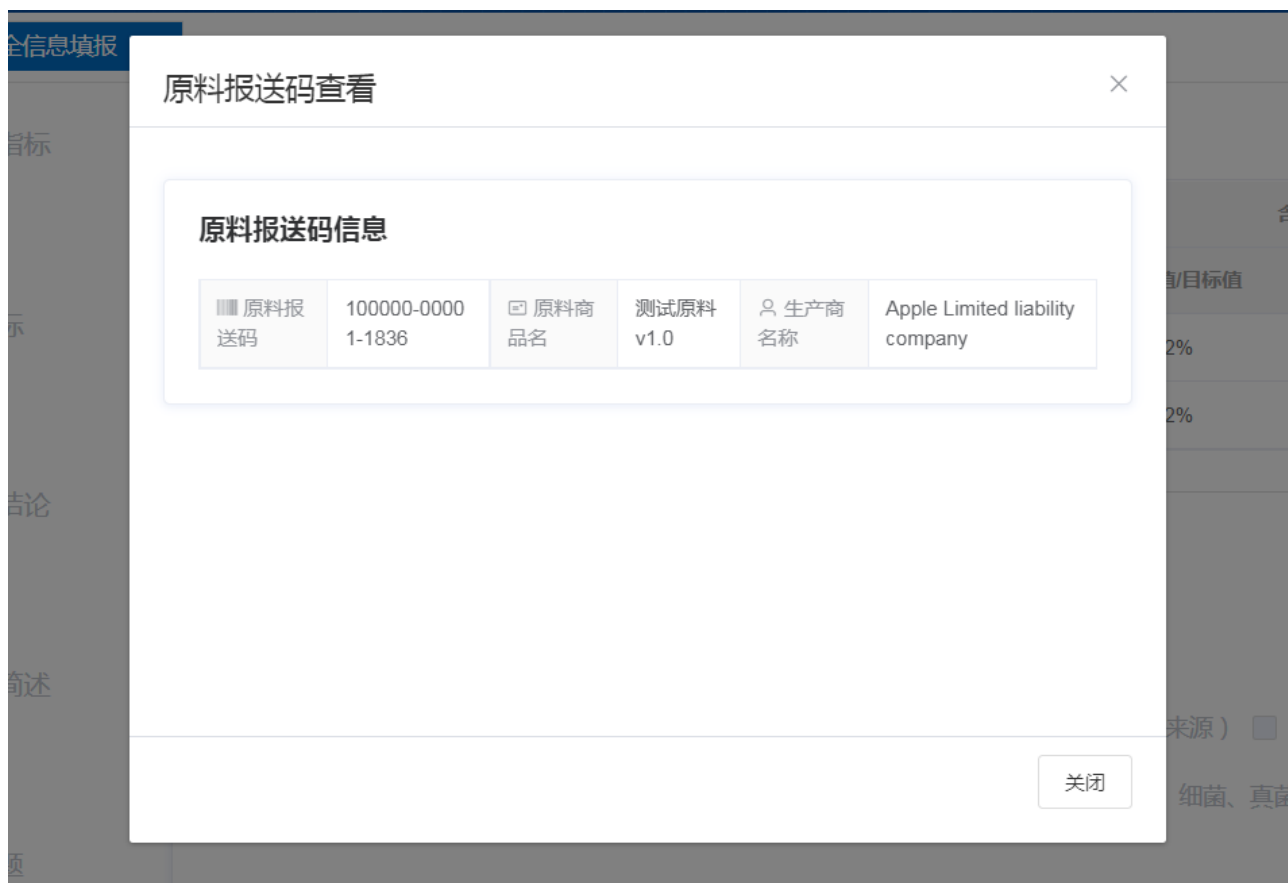 全信息填报
原料报送码查看
指标
原料报送码信息
值/目标值
原料报
送码
100000-0000
1-1836
原料商
品名
测试原料
v1.0
生产商
名称
Apple Limited liability
company
示
2%
2%
结论
简述
来源）
关闭
细菌、真菌
题